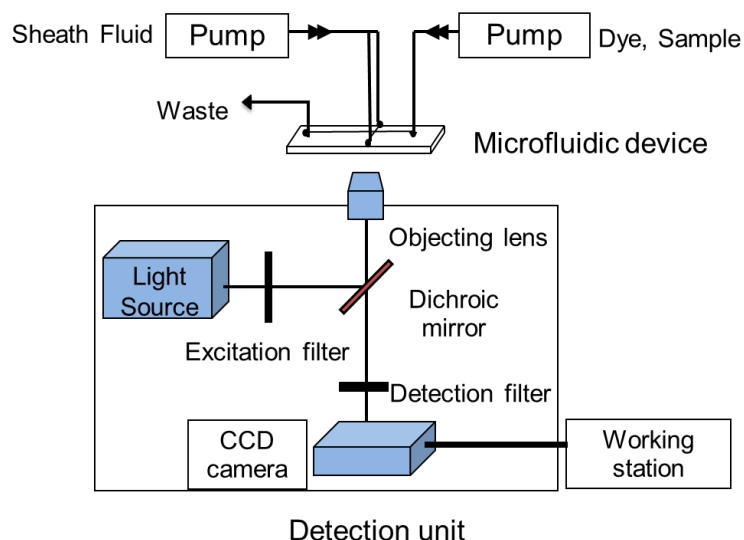 Sheath Fluid
Pump
Pump
Dye, Sample
Waste
Microfluidic device
Objecting lens
Light
Source
Dichroic
mirror
Excitation filter
Detection filter
CCD
camera
Working
station
Detection unit